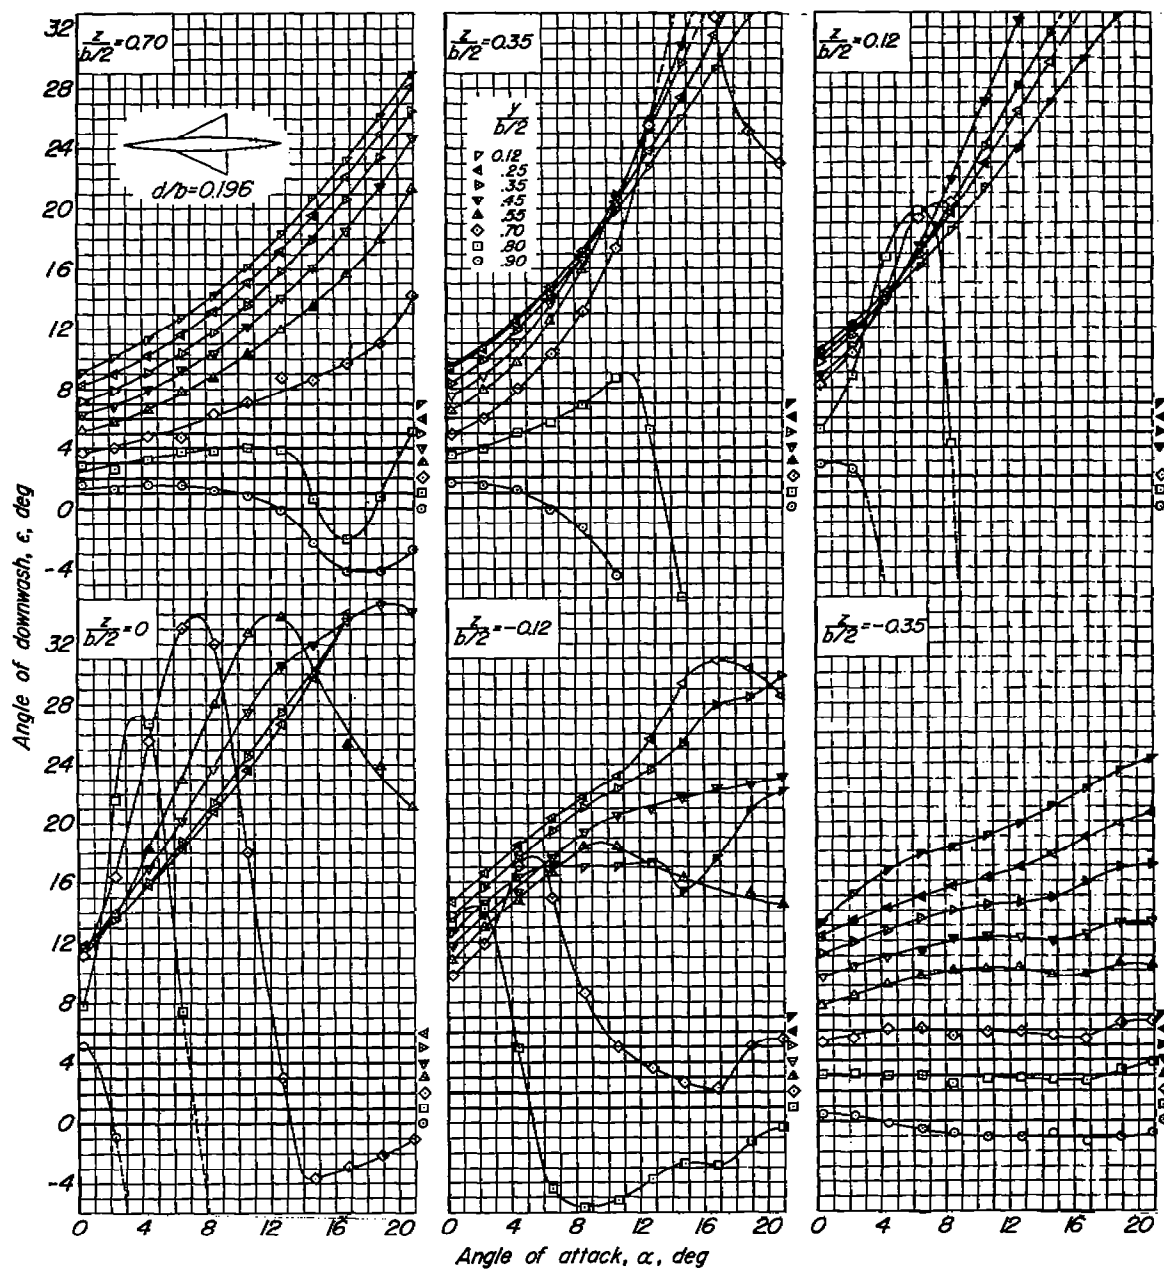 z/b/2 = 0.70
z/b/2 = 0.35
z/b/2 = 0.12
d/b = 0.196
y
b/2
0.12
.25
.35
.45
.55
.70
.80
.90
32
28
24
20
16
12
8
4
0
-4
z/b/2 = 0
z/b/2 = -0.12
z/b/2 = -0.35
32
28
24
20
16
12
8
4
0
-4
Angle of downwash, ε, deg
0 4 8 12 16 20
0 4 8 12 16 20
0 4 8 12 16 20
Angle of attack, α, deg